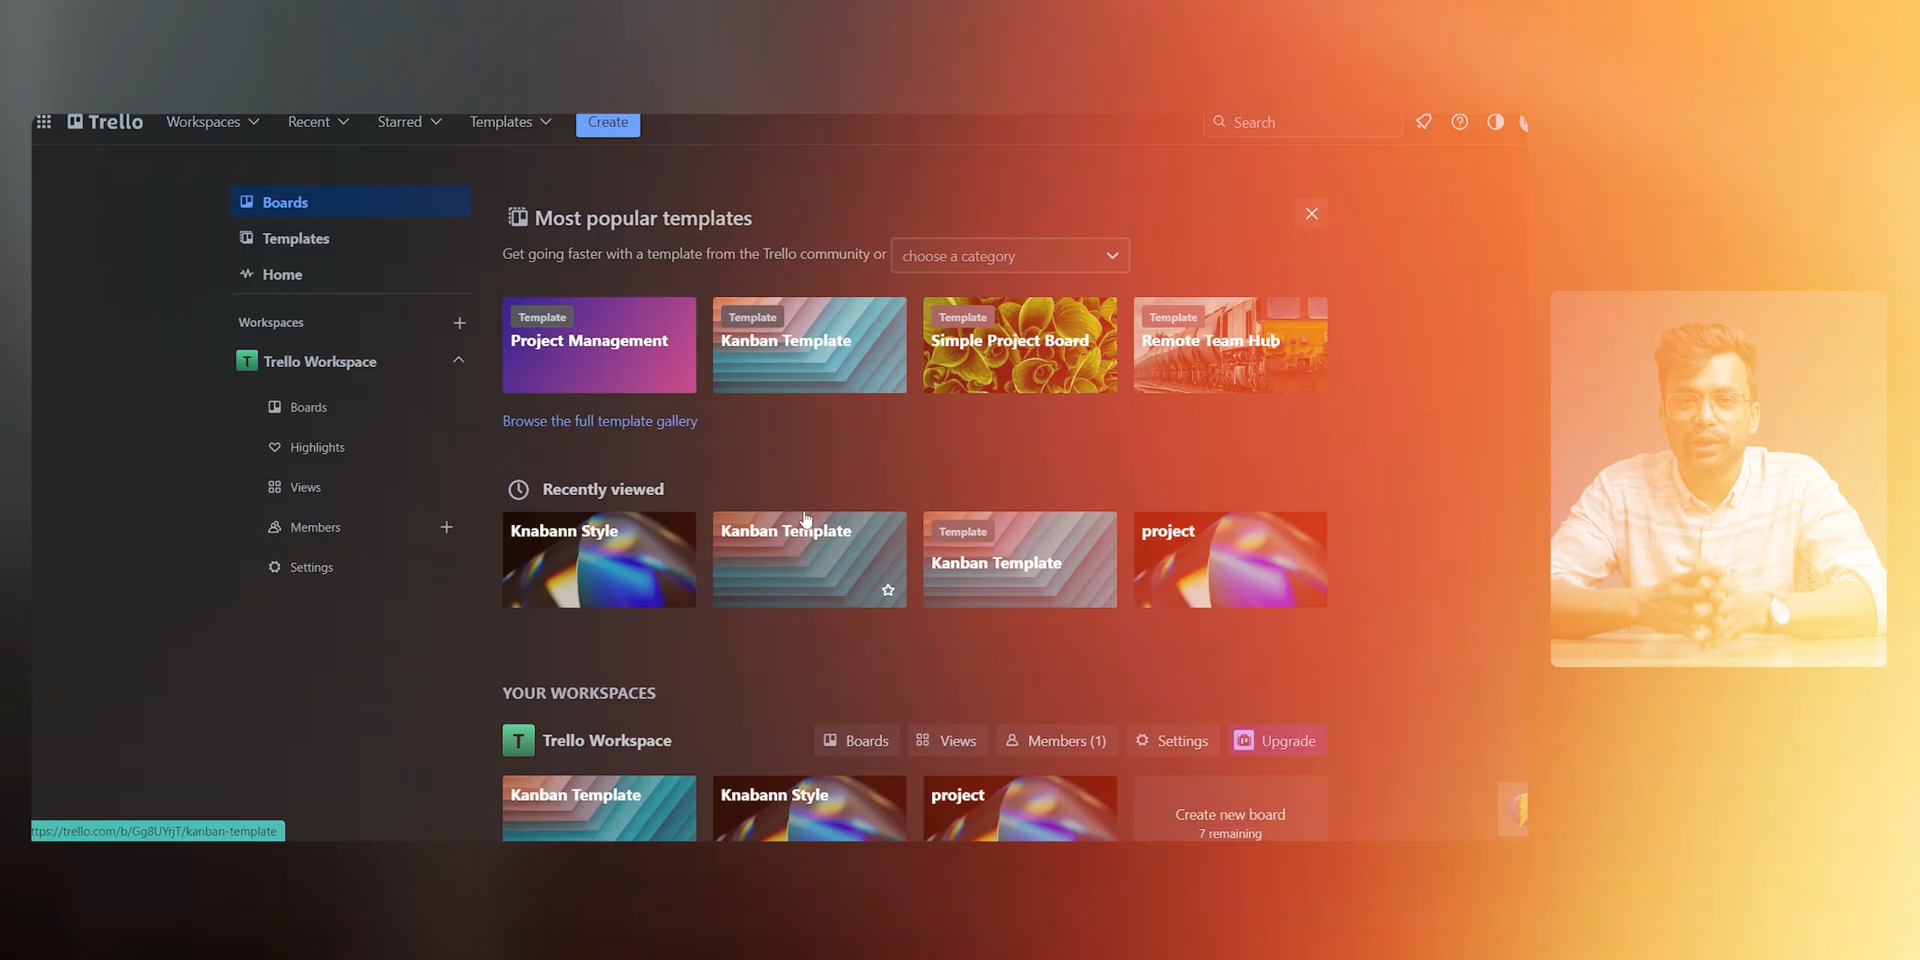 Trello Workspaces Recent Starred Templates Create Search
Boards
Templates
Home
Workspaces
T Trello Workspace
Boards
Highlights
Views
Members
Settings
Most popular templates
Get going faster with a template from the Trello community or choose a category
Template Template Template Template
Project Management Kanban Template Simple Project Board Remote Team Hub
Browse the full template gallery
Recently viewed
Knabann Style Kanban Template Template Kanban Template project
YOUR WORKSPACES
T Trello Workspace Boards Views Members (1) Settings Upgrade
Kanban Template Knabann Style project Create new board
7 remaining
ttps://trello.com/b/Gg8UYrjT/kanban-template